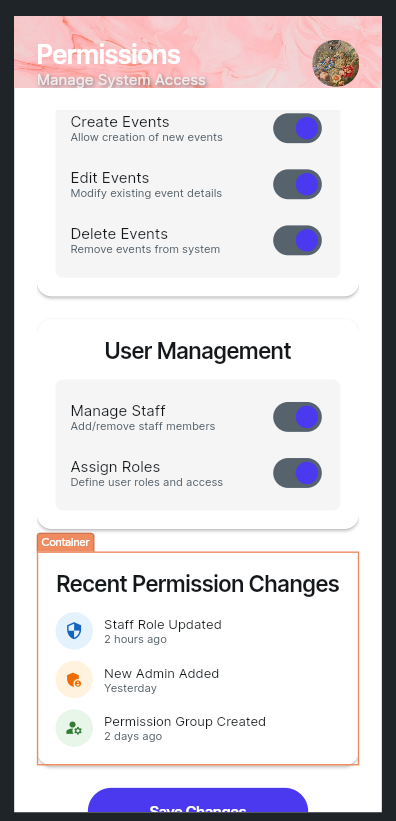 Permissions
Manage System Access
Create Events
Allow creation of new events
Edit Events
Modify existing event details
Delete Events
Remove events from system
User Management
Manage Staff
Add/remove staff members
Assign Roles
Define user roles and access
Container
Recent Permission Changes
Staff Role Updated
2 hours ago
New Admin Added
Yesterday
Permission Group Created
2 days ago
Save Changes